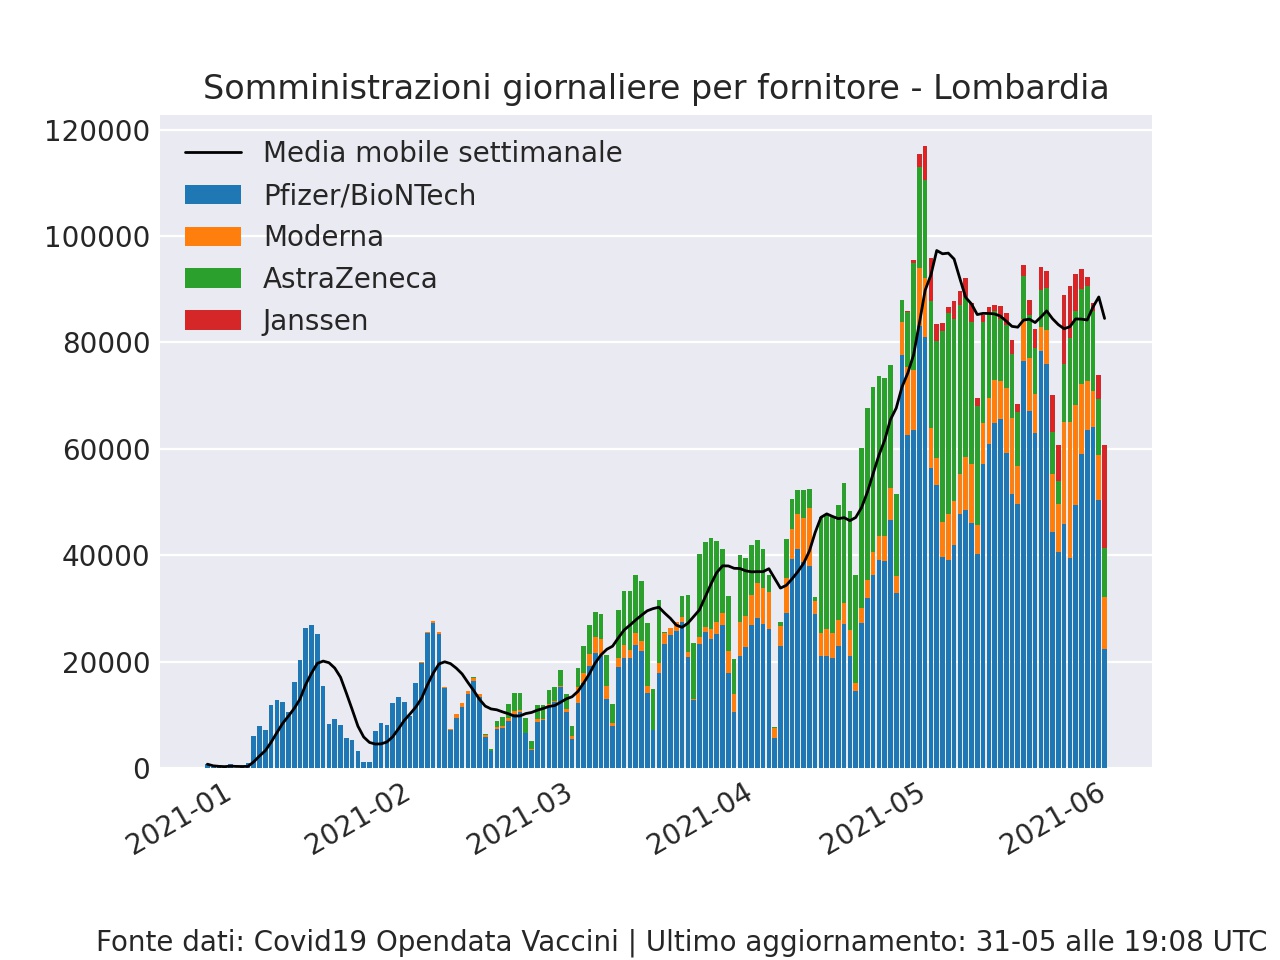 Somministrazioni giornaliere per fornitore - Lombardia
120000
100000
80000
60000
40000
20000
0
Media mobile settimanale
Pfizer/BioNTech
Moderna
AstraZeneca
Janssen
2021-01
2021-02
2021-03
2021-04
2021-05
2021-06
Fonte dati: Covid19 Opendata Vaccini | Ultimo aggiornamento: 31-05 alle 19:08 UTC